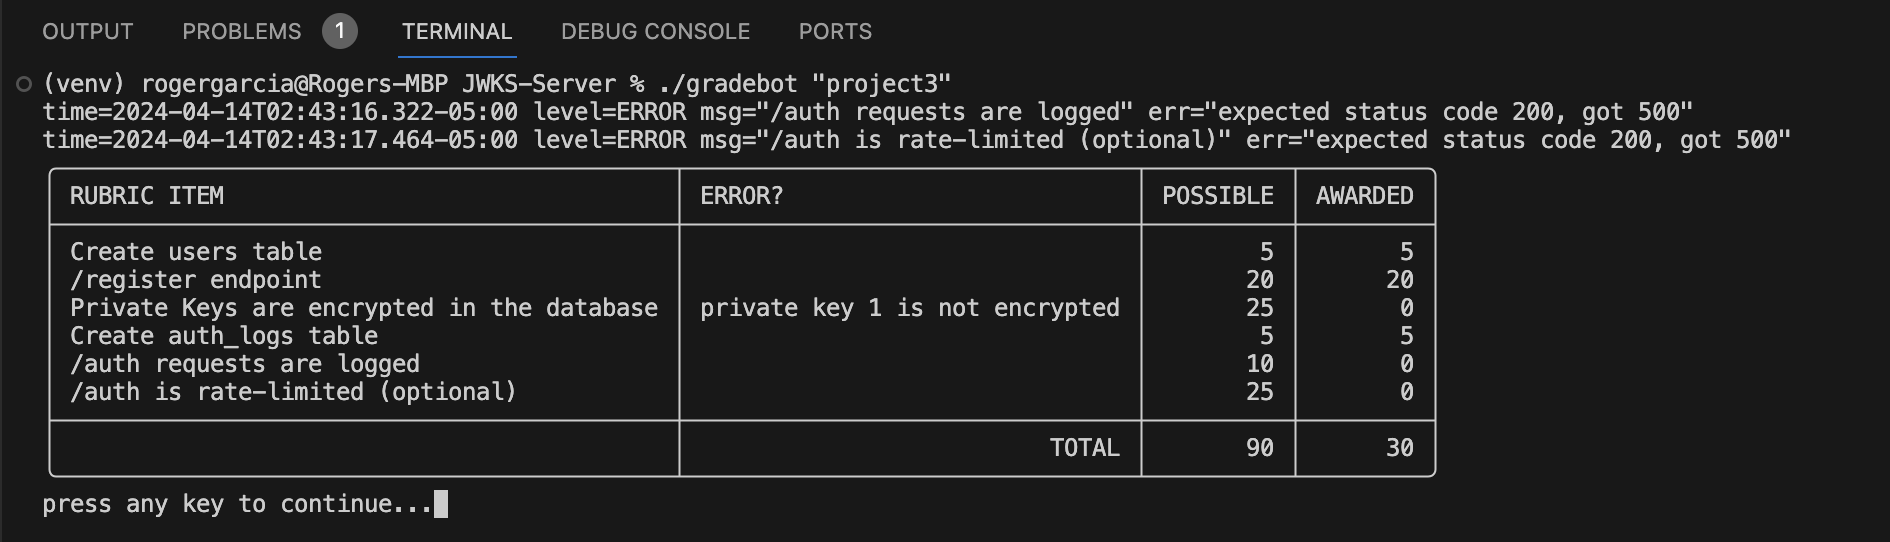 OUTPUT PROBLEMS 1 TERMINAL DEBUG CONSOLE PORTS
(venv) rogergarcia@Rogers-MBP JWKS-Server % ./gradebot "project3"
time=2024-04-14T02:43:16.322-05:00 level=ERROR msg="/auth requests are logged" err="expected status code 200, got 500"
time=2024-04-14T02:43:17.464-05:00 level=ERROR msg="/auth is rate-limited (optional)" err="expected status code 200, got 500"
RUBRIC ITEM ERROR? POSSIBLE AWARDED
Create users table 5 5
/register endpoint 20 20
Private Keys are encrypted in the database private key 1 is not encrypted 25 0
Create auth_logs table 5 5
/auth requests are logged 10 0
/auth is rate-limited (optional) 25 0
TOTAL 90 30
press any key to continue...